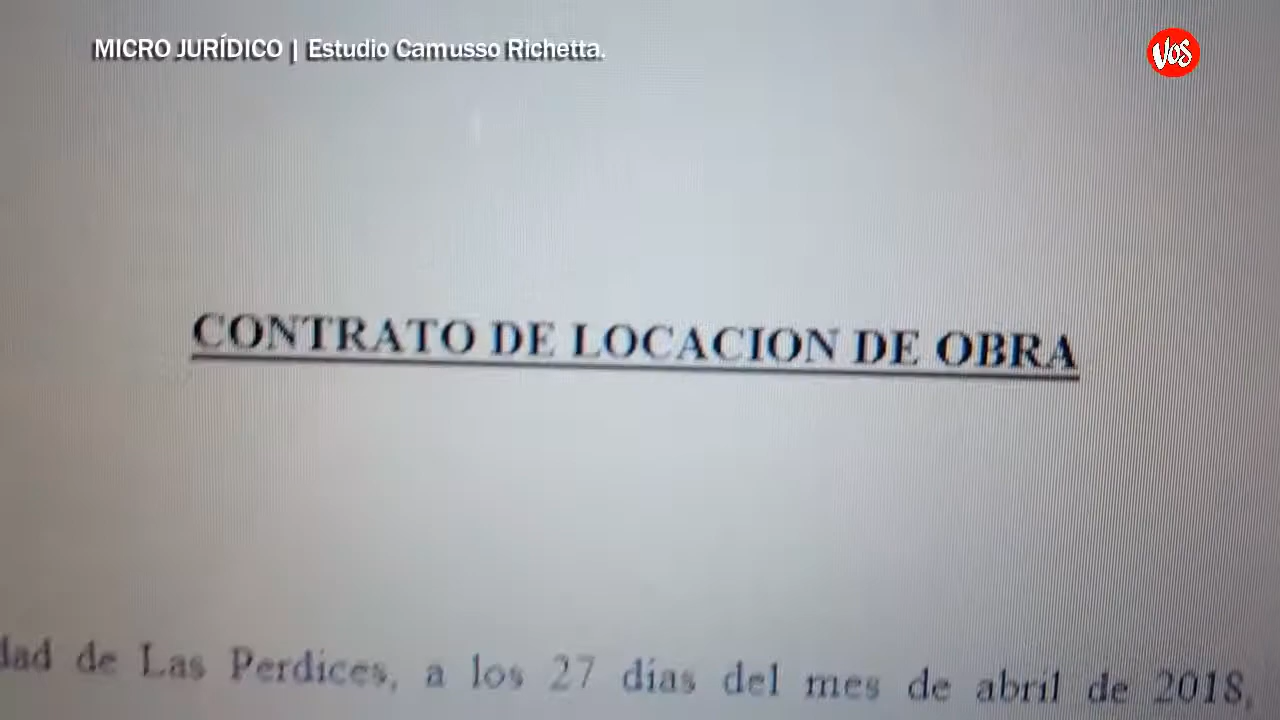 MICRO JURÍDICO | Estudio Camusso Richetta.
VOS
CONTRATO DE LOCACION DE OBRA
dad de Las Perdices, a los 27 días del mes de abril de 2018,